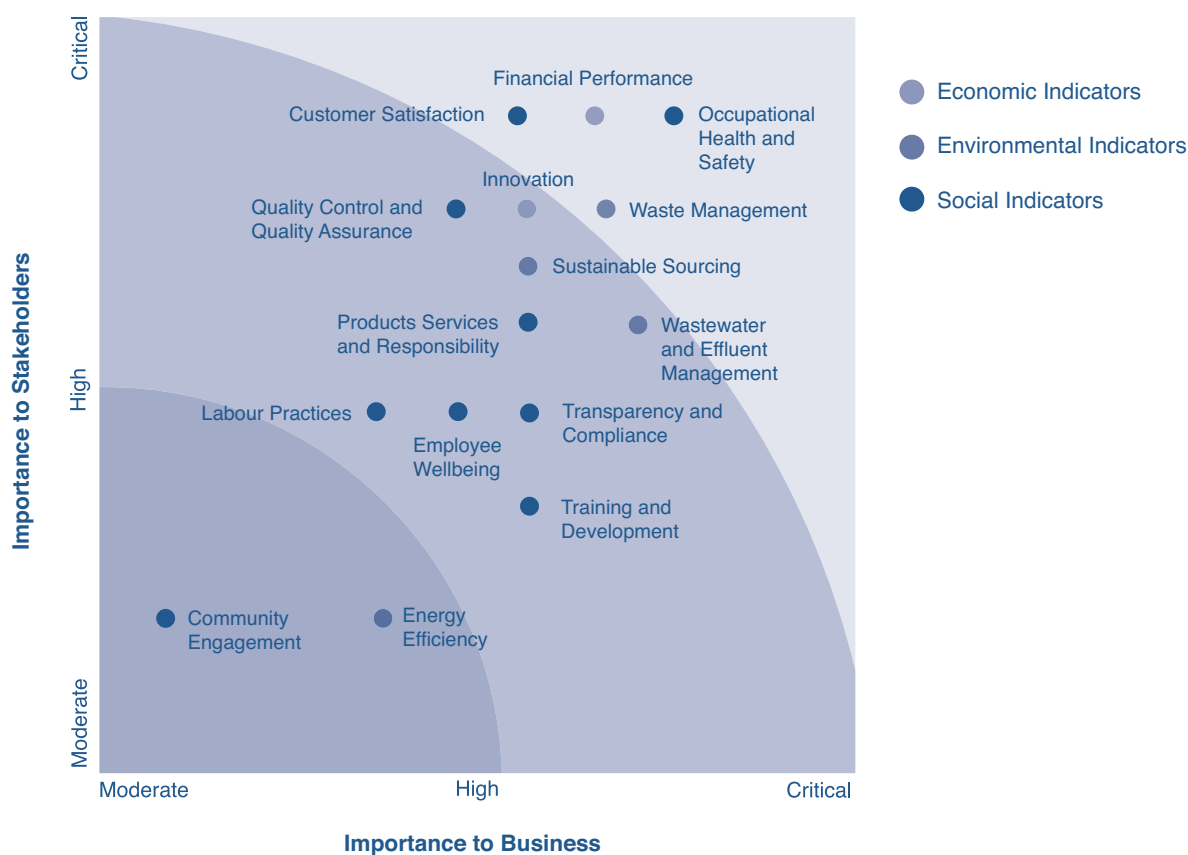 Critical
High
Moderate
Importance to Stakeholders
Financial Performance
Customer Satisfaction
Occupational
Health and
Safety
Innovation
Quality Control and
Quality Assurance
Waste Management
Sustainable Sourcing
Products Services
and Responsibility
Wastewater
and Effluent
Management
Labour Practices
Employee
Wellbeing
Transparency and
Compliance
Training and
Development
Community
Engagement
Energy
Efficiency
Moderate
High
Critical
Importance to Business
Economic Indicators
Environmental Indicators
Social Indicators